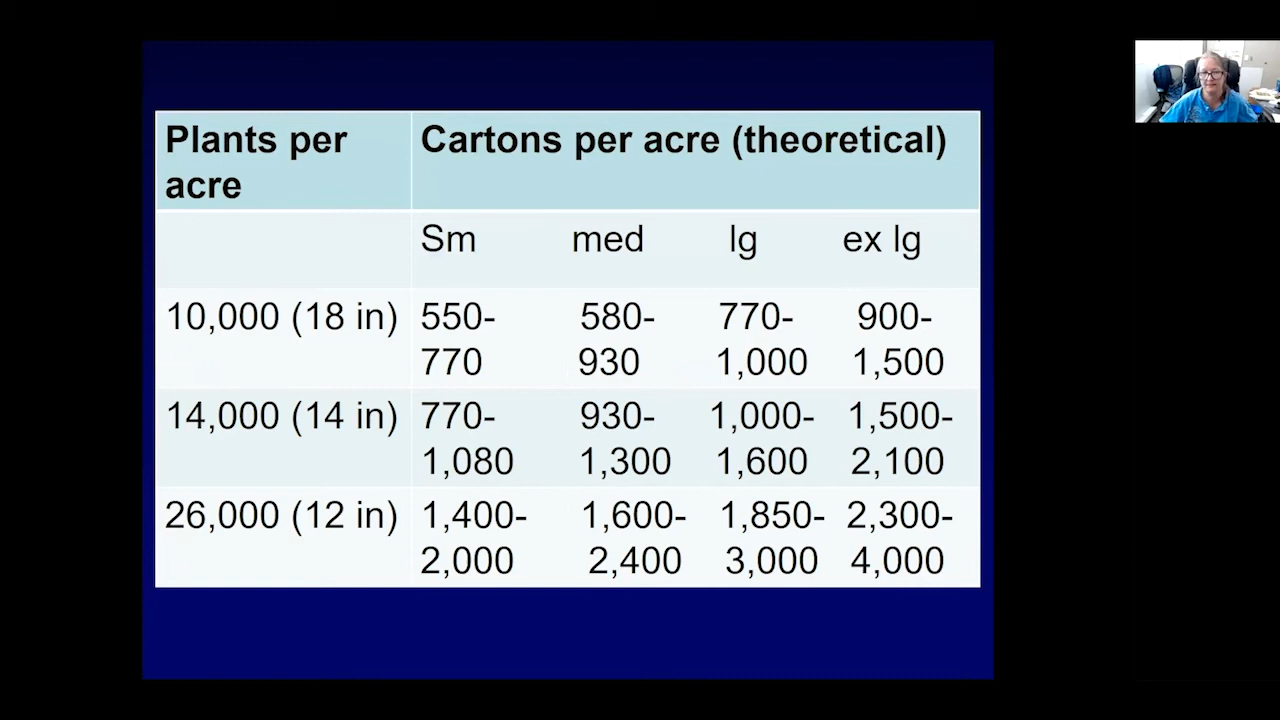 Plants per acre Cartons per acre (theoretical)
Sm med lg ex lg
10,000 (18 in) 550-770 580-930 770-1,000 900-1,500
14,000 (14 in) 770-1,080 930-1,300 1,000-1,600 1,500-2,100
26,000 (12 in) 1,400-2,000 1,600-2,400 1,850-3,000 2,300-4,000